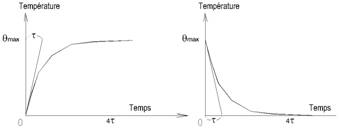 Température
θmax
τ
0
4τ
Temps
Température
θmax
0
τ
4τ
Temps